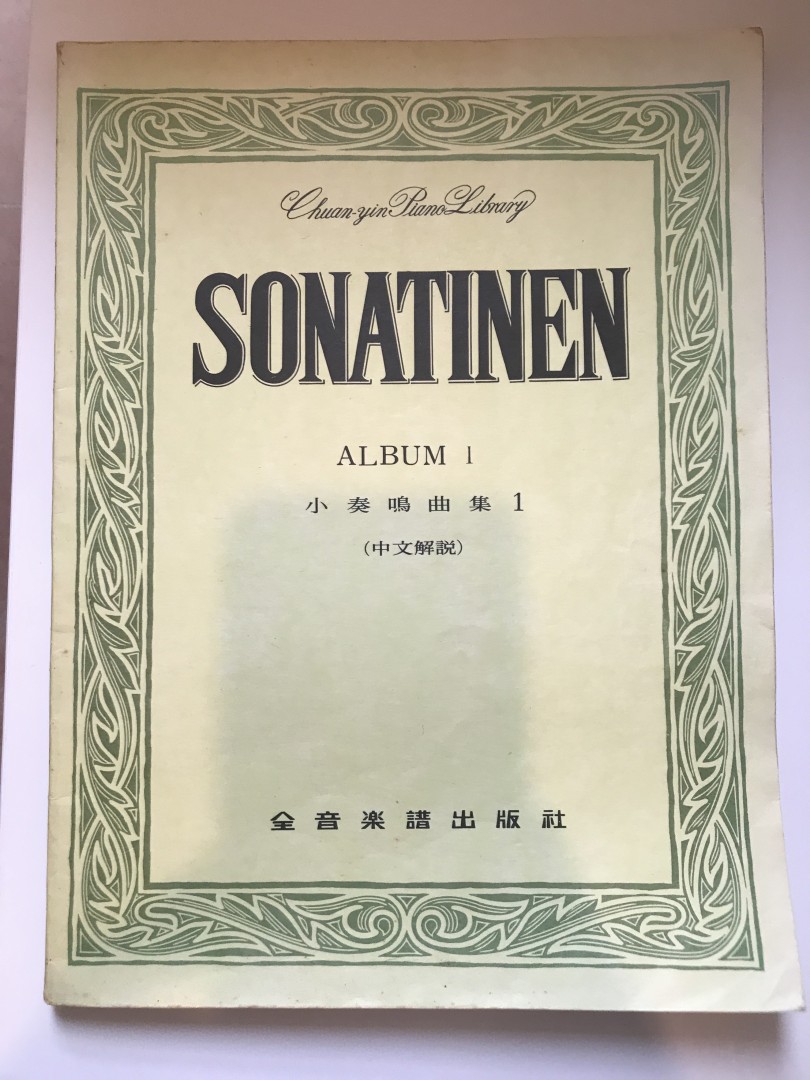 Chuan-yin Piano Library
SONATINEN
ALBUM 1
小奏鳴曲集 1
(中文解説)
全音楽譜出版社